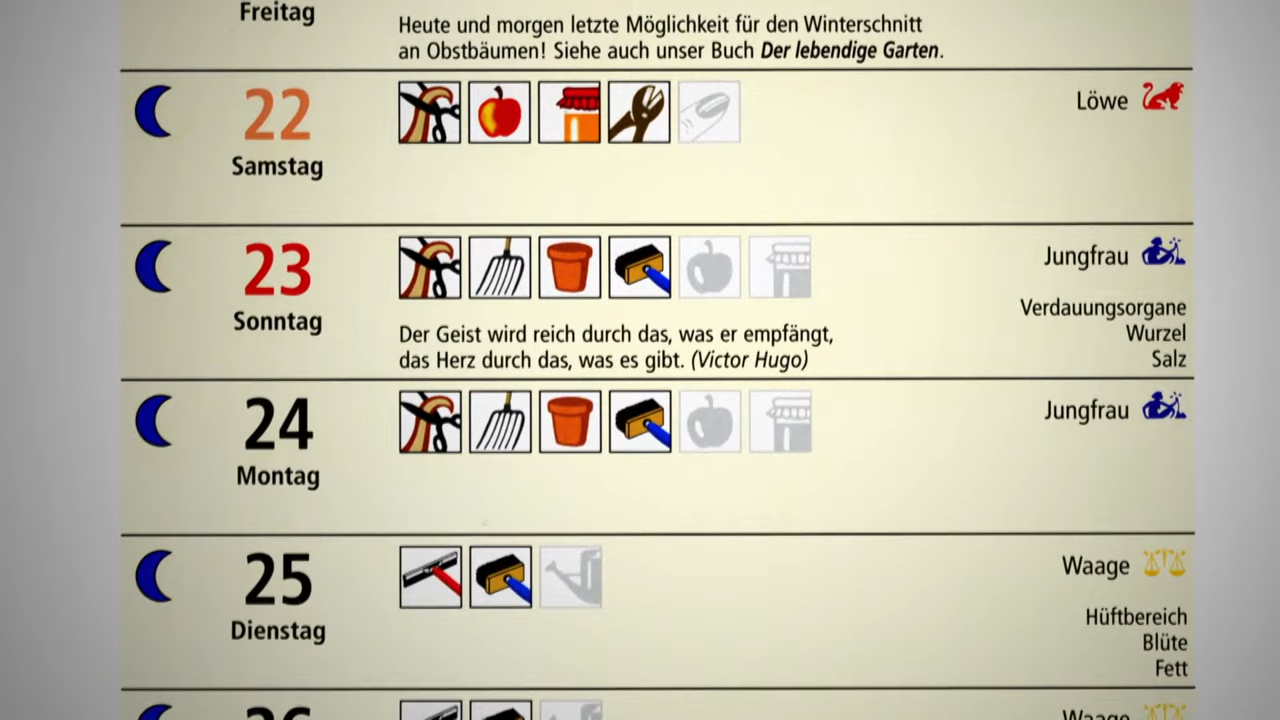 Freitag
Heute und morgen letzte Möglichkeit für den Winterschnitt
an Obstbäumen! Siehe auch unser Buch Der lebendige Garten.
22
Samstag
Löwe
23
Sonntag
Jungfrau
Verdauungsorgane
Wurzel
Salz
Der Geist wird reich durch das, was er empfängt,
das Herz durch das, was es gibt. (Victor Hugo)
24
Montag
Jungfrau
25
Dienstag
Waage
Hüftbereich
Blüte
Fett
26
Waage